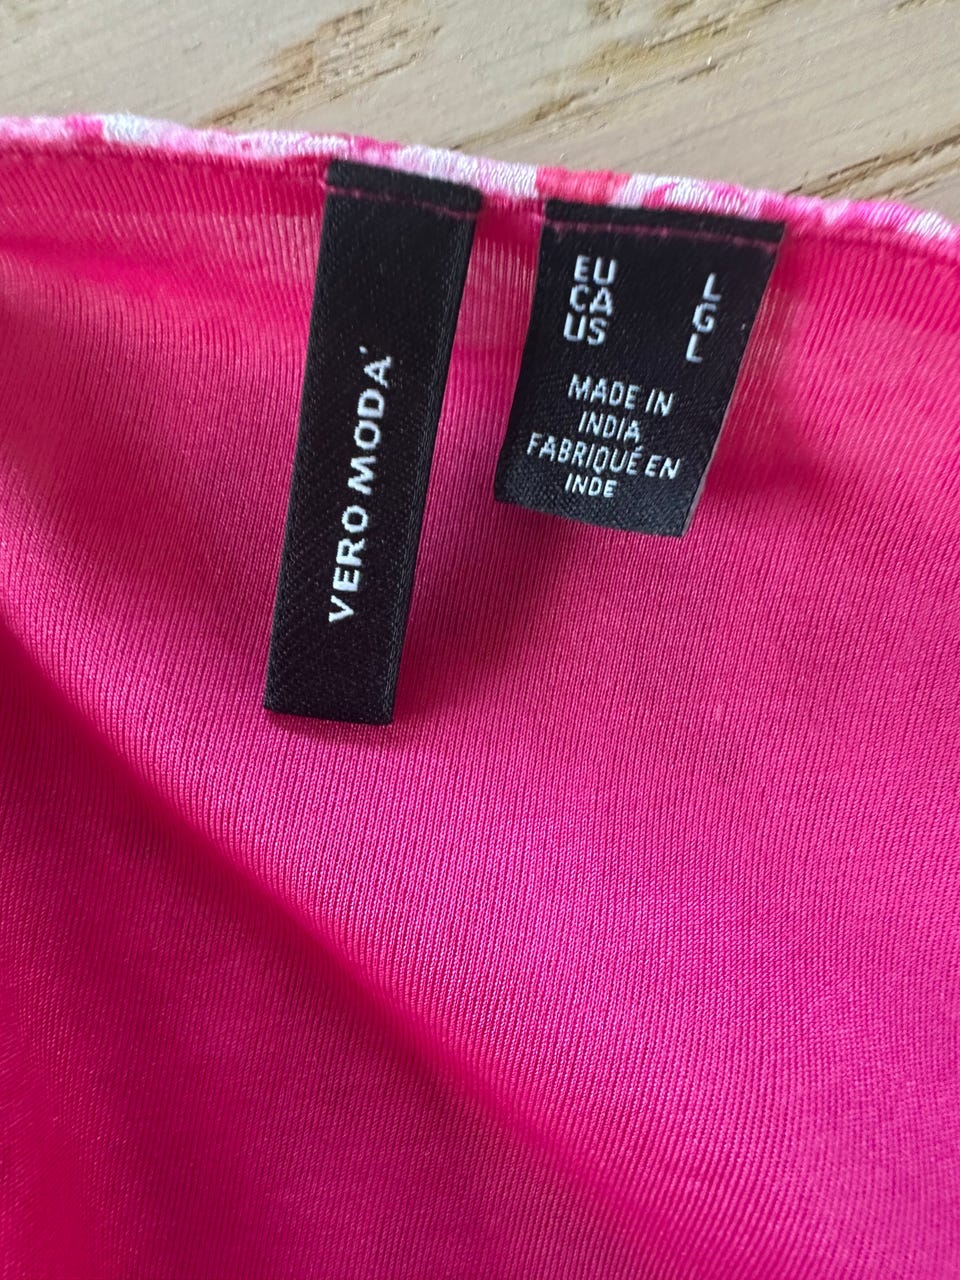 VERO MODA
EU L
CA G
US L
MADE IN
INDIA
FABRIQUÉ EN
INDE